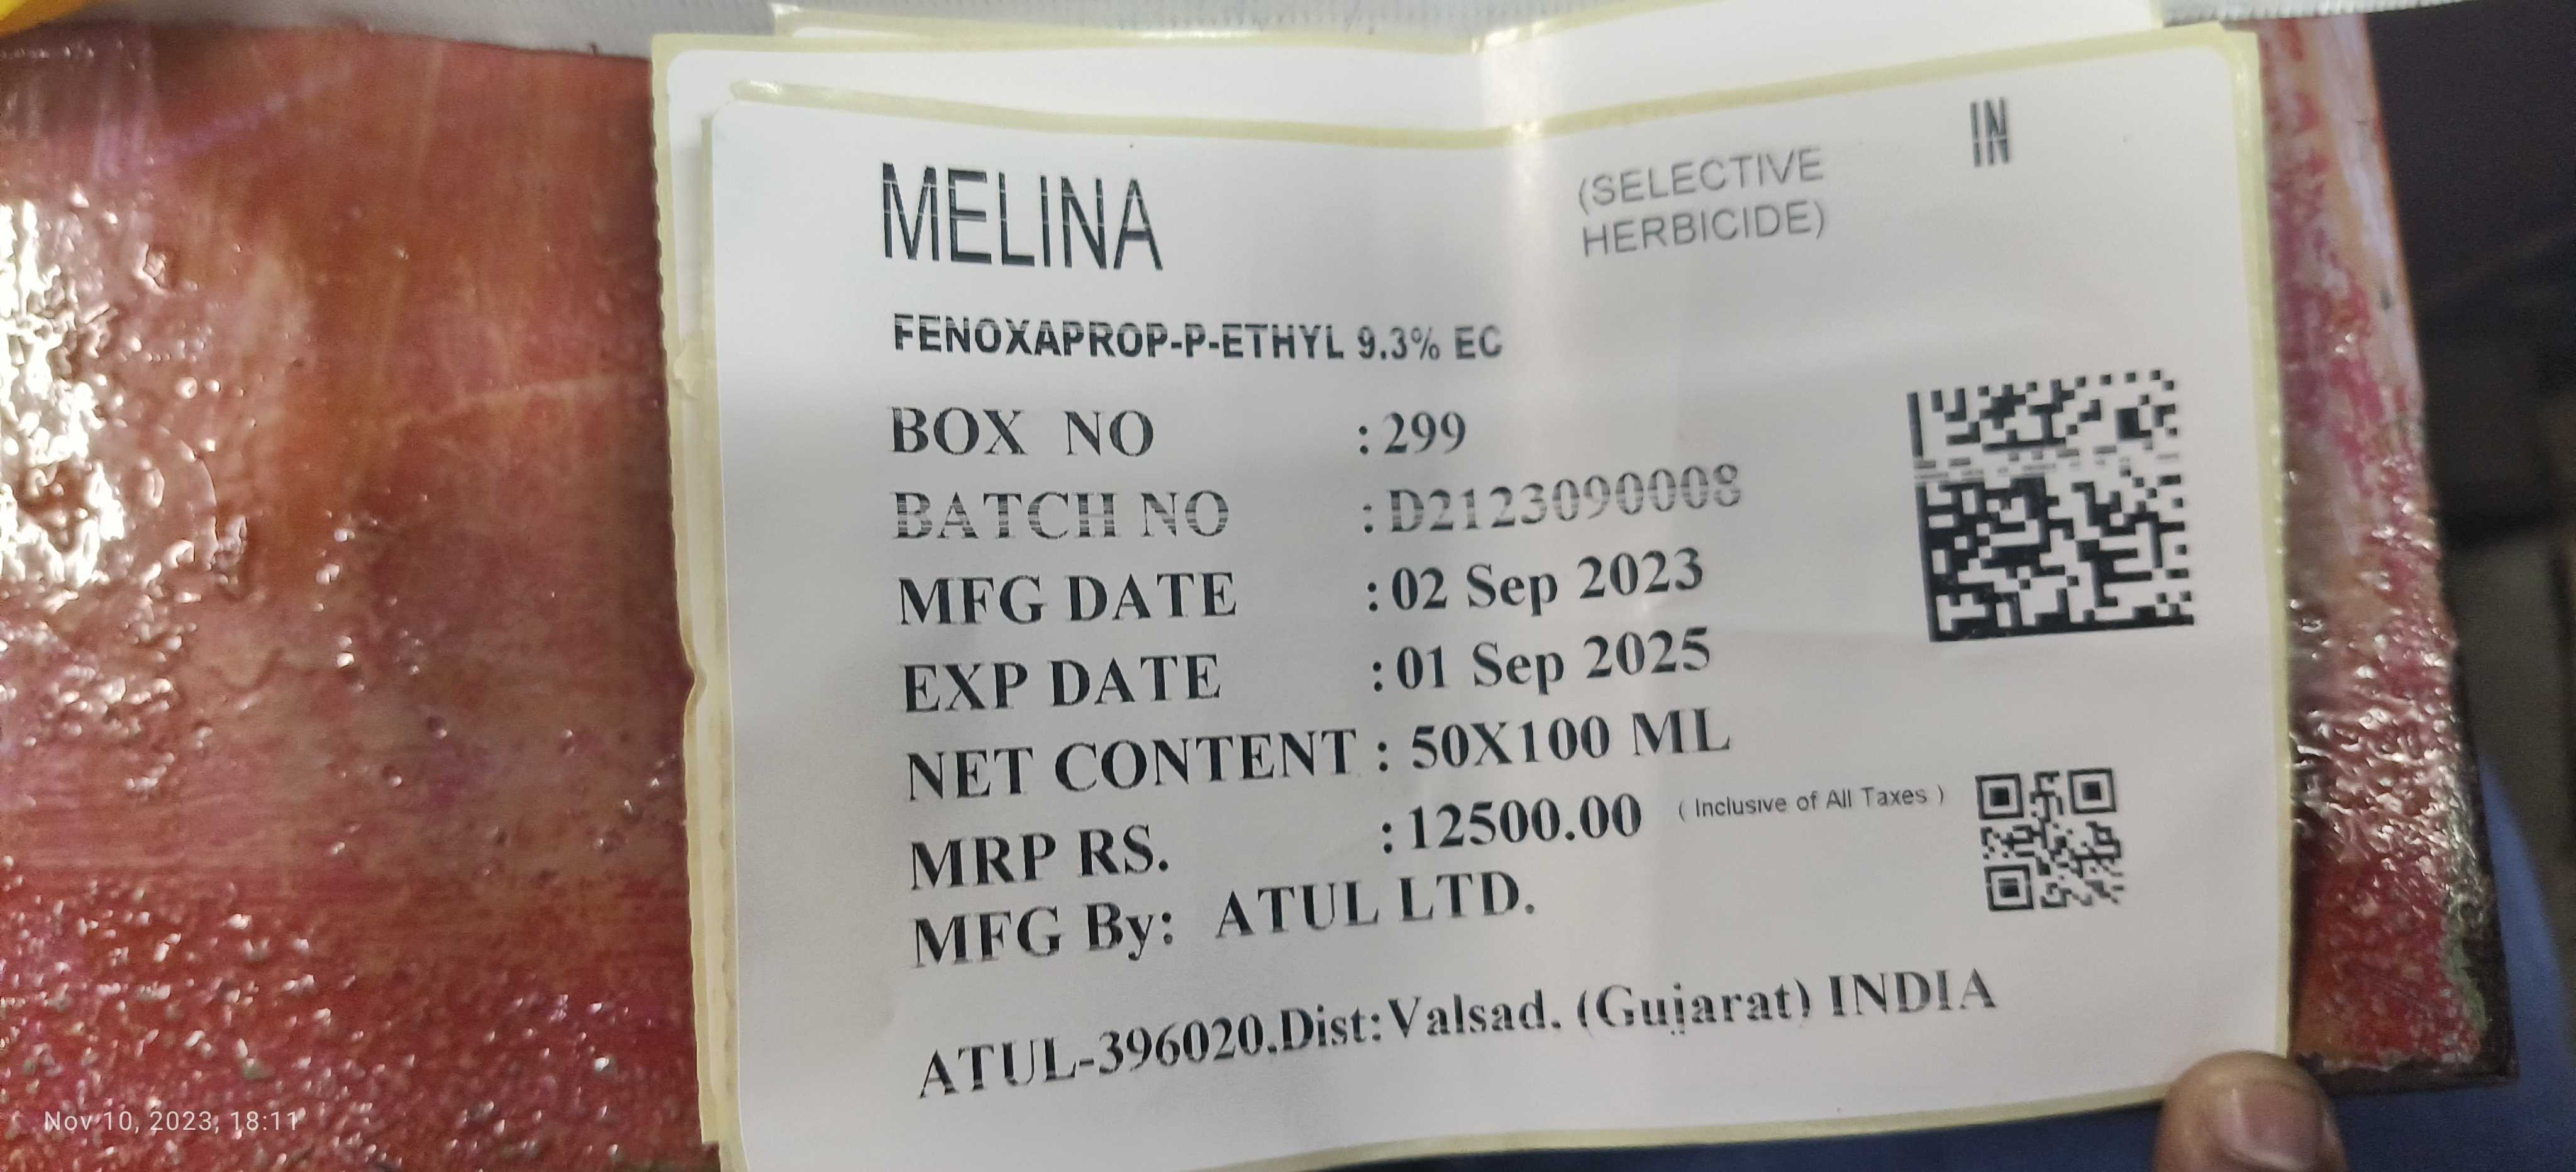 MELINA
(SELECTIVE
HERBICIDE)
IN
IN
FENOXAPROP-P-ETHYL 9.3% EC
BOX NO : 299
BATCH NO : D2123090008
MFG DATE : 02 Sep 2023
EXP DATE : 01 Sep 2025
NET CONTENT : 50X100 ML
MRP RS. : 12500.00 ( Inclusive of All Taxes )
MFG By: ATUL LTD.
ATUL-396020.Dist:Valsad. (Gujarat) INDIA
Nov 10, 2023, 18:11